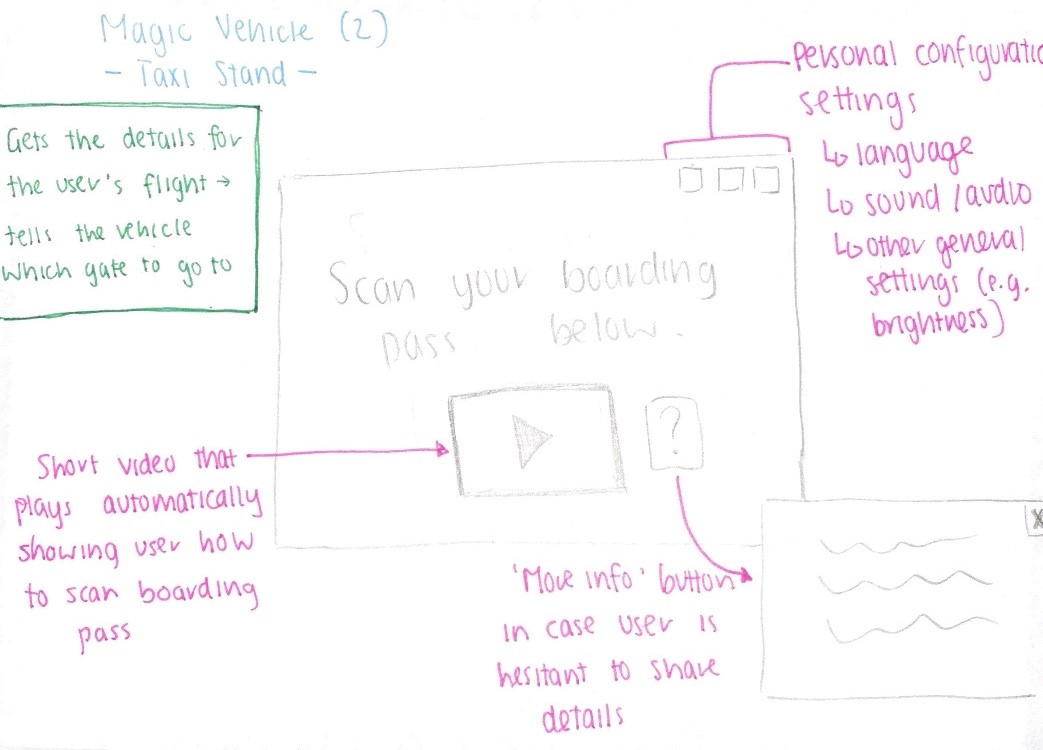 Magic Vehicle (2)
- Taxi Stand -
Gets the details for
the user's flight →
tells the vehicle
which gate to go to
Personal configuratio
settings
↳ language
↳ sound / audio
↳ other general
settings (e.g.
brightness)
Scan your boarding
pass below.
?
Short video that
plays automatically
showing user how
to scan boarding
pass
'More info' button
in case user is
hesitant to share
details
X